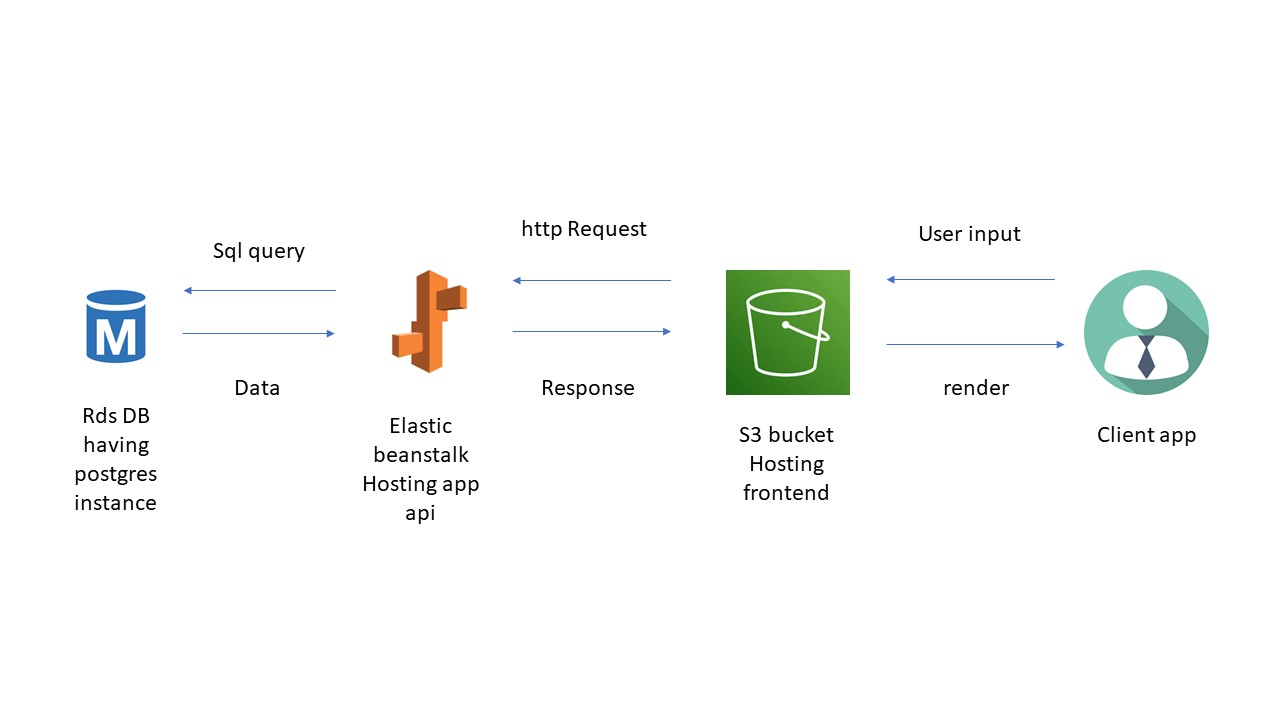 Sql query
Data
M
Rds DB
having
postgres
instance
http Request
Response
Elastic
beanstalk
Hosting app
api
User input
render
S3 bucket
Hosting
frontend
Client app